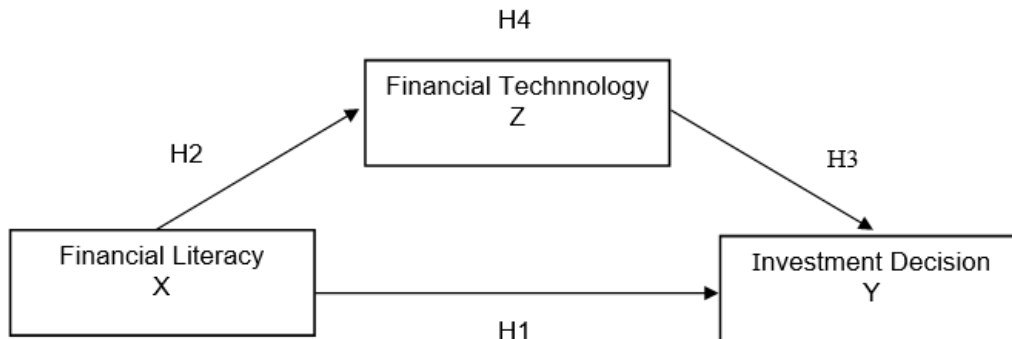 H4
Financial Technnology
Z
H2
H3
Financial Literacy
X
Investment Decision
Y
H1